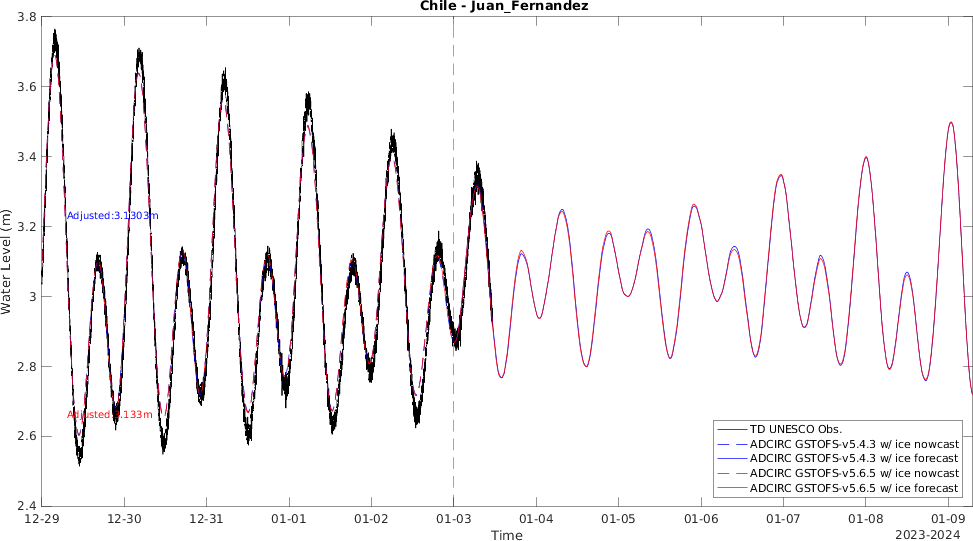 Chile - Juan_Fernandez
3.8
3.6
3.4
3.2
3
2.8
2.6
2.4
Water Level (m)
Adjusted:3.1303m
Adjusted:3.133m
TD UNESCO Obs.
ADCIRC GSTOFS-v5.4.3 w/ ice nowcast
ADCIRC GSTOFS-v5.4.3 w/ ice forecast
ADCIRC GSTOFS-v5.6.5 w/ ice nowcast
ADCIRC GSTOFS-v5.6.5 w/ ice forecast
12-29 12-30 12-31 01-01 01-02 01-03 01-04 01-05 01-06 01-07 01-08 01-09
Time
2023-2024